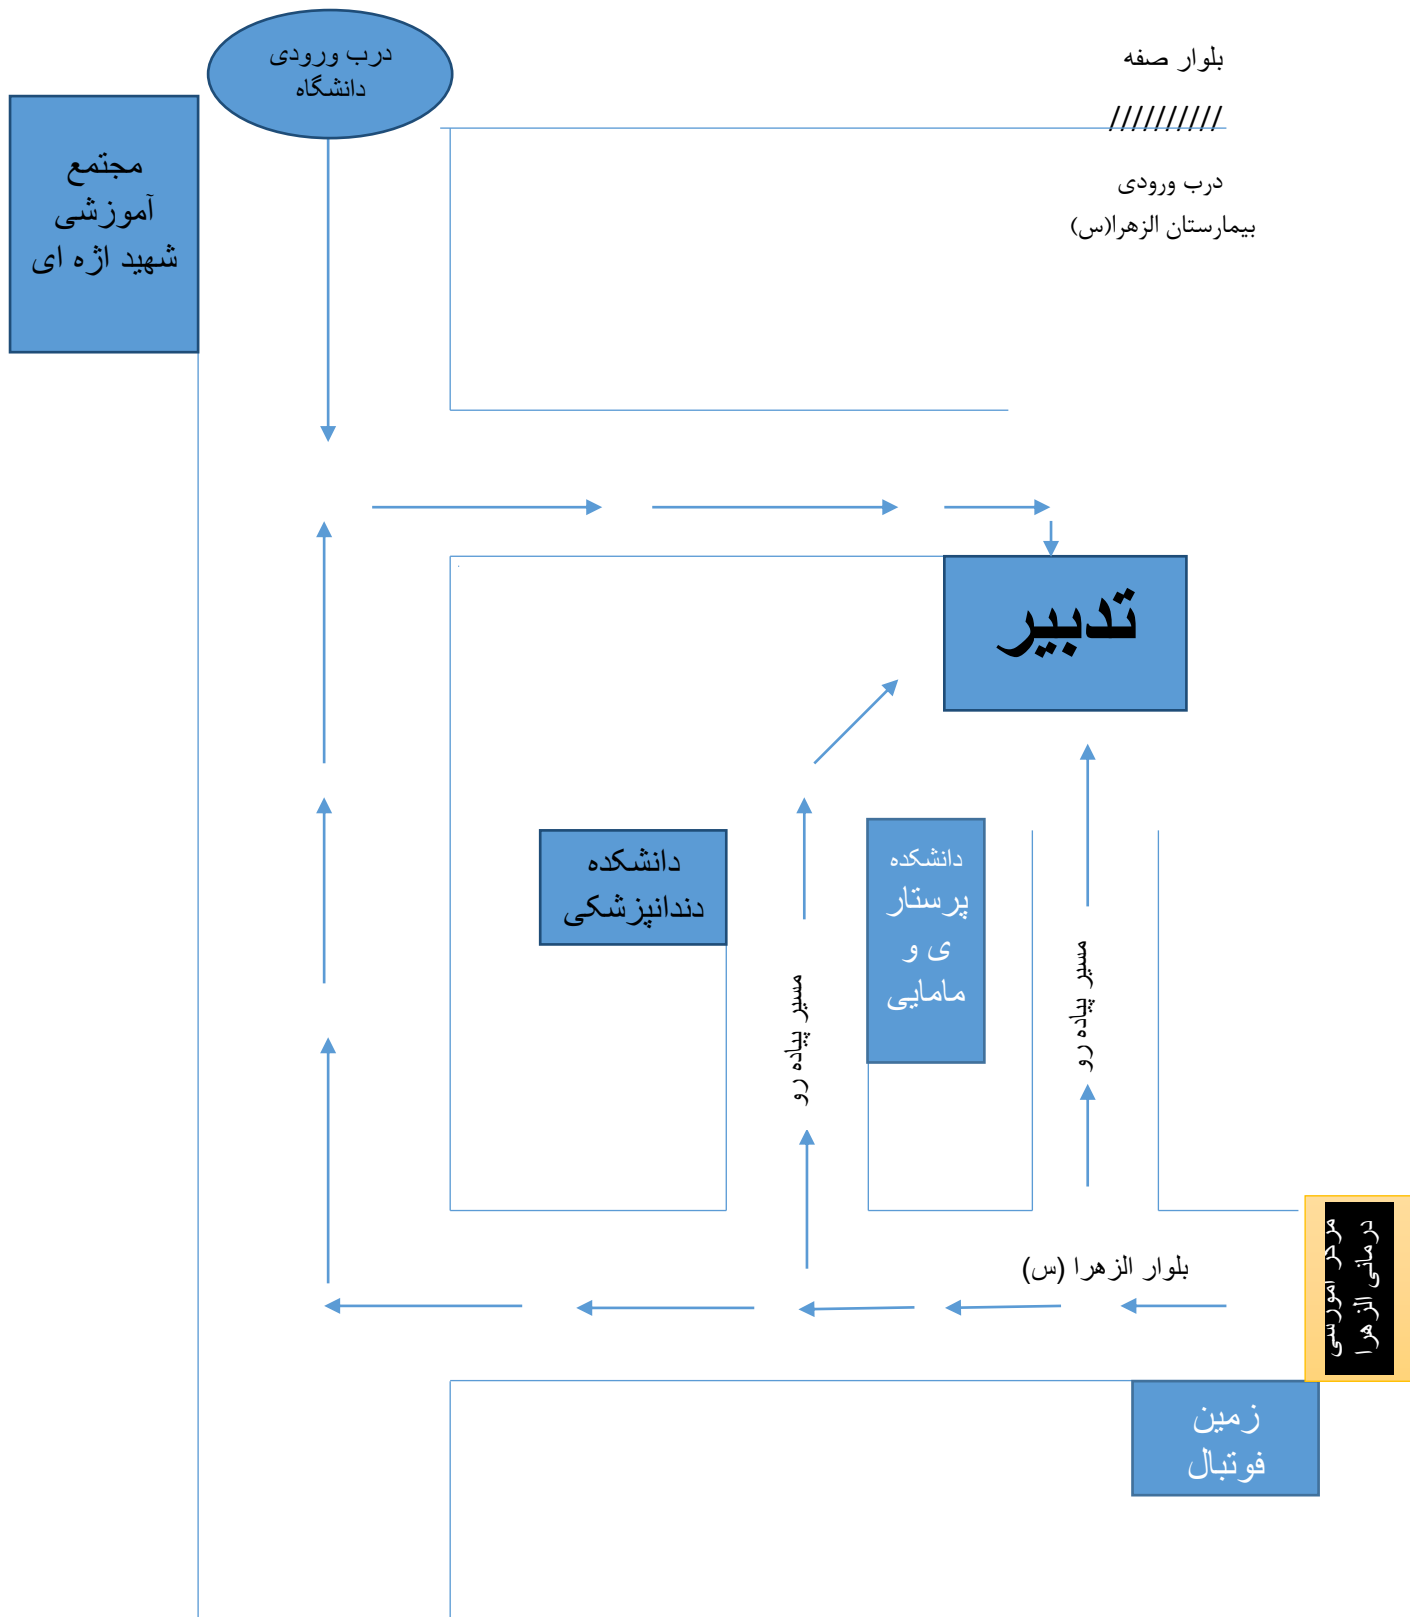 درب ورودی
دانشگاه
بلوار صفه
//////////
درب ورودی
بیمارستان الزهرا(س)
مجتمع
آموزشی
شهید اژه ای
تدبیر
دانشکده
دندانپزشکی
دانشکده
پرستار
ی و
مامایی
مسیر پیاده رو
مسیر پیاده رو
بلوار الزهرا (س)
مرکز آموزشی
درمانی الزهرا
زمین
فوتبال